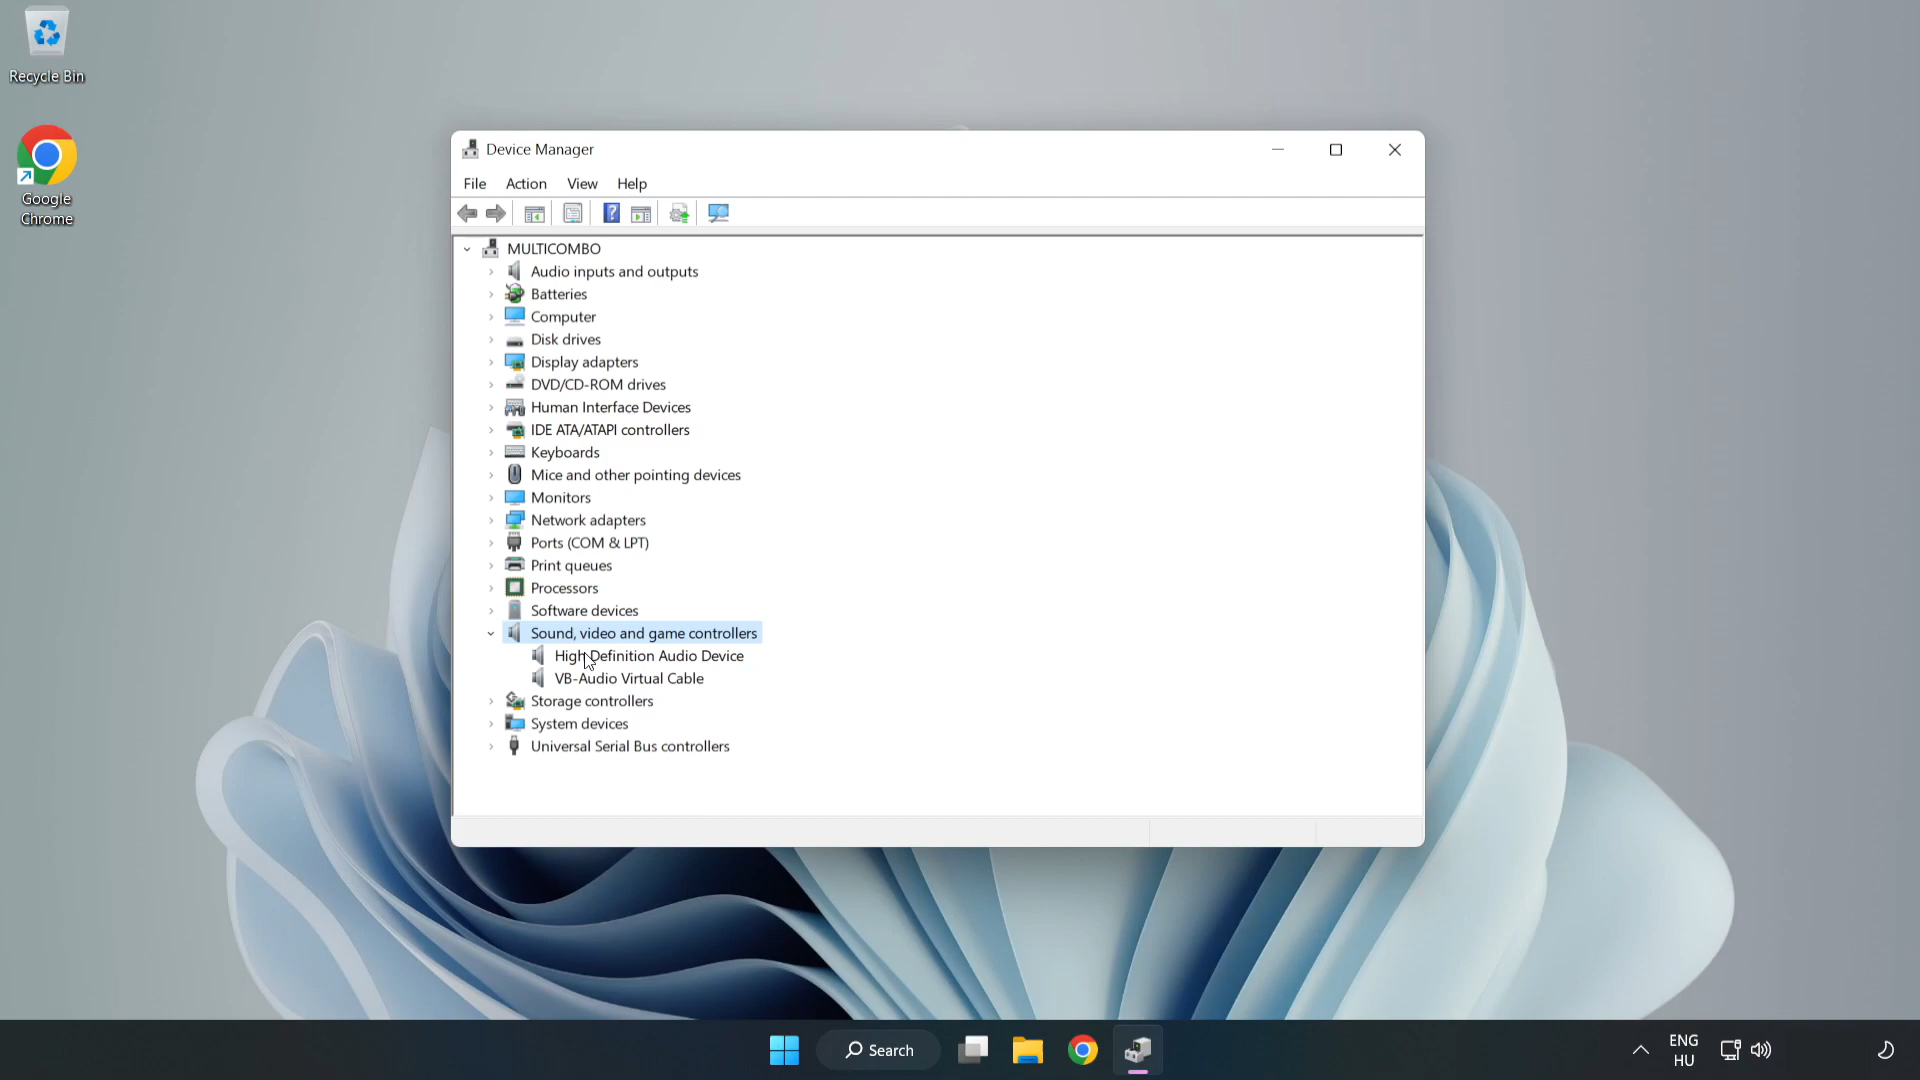 Recycle Bin
Google
Chrome
Device Manager
File Action View Help
MULTICOMBO
Audio inputs and outputs
Batteries
Computer
Disk drives
Display adapters
DVD/CD-ROM drives
Human Interface Devices
IDE ATA/ATAPI controllers
Keyboards
Mice and other pointing devices
Monitors
Network adapters
Ports (COM & LPT)
Print queues
Processors
Software devices
Sound, video and game controllers
High Definition Audio Device
VB-Audio Virtual Cable
Storage controllers
System devices
Universal Serial Bus controllers
Search
ENG
HU